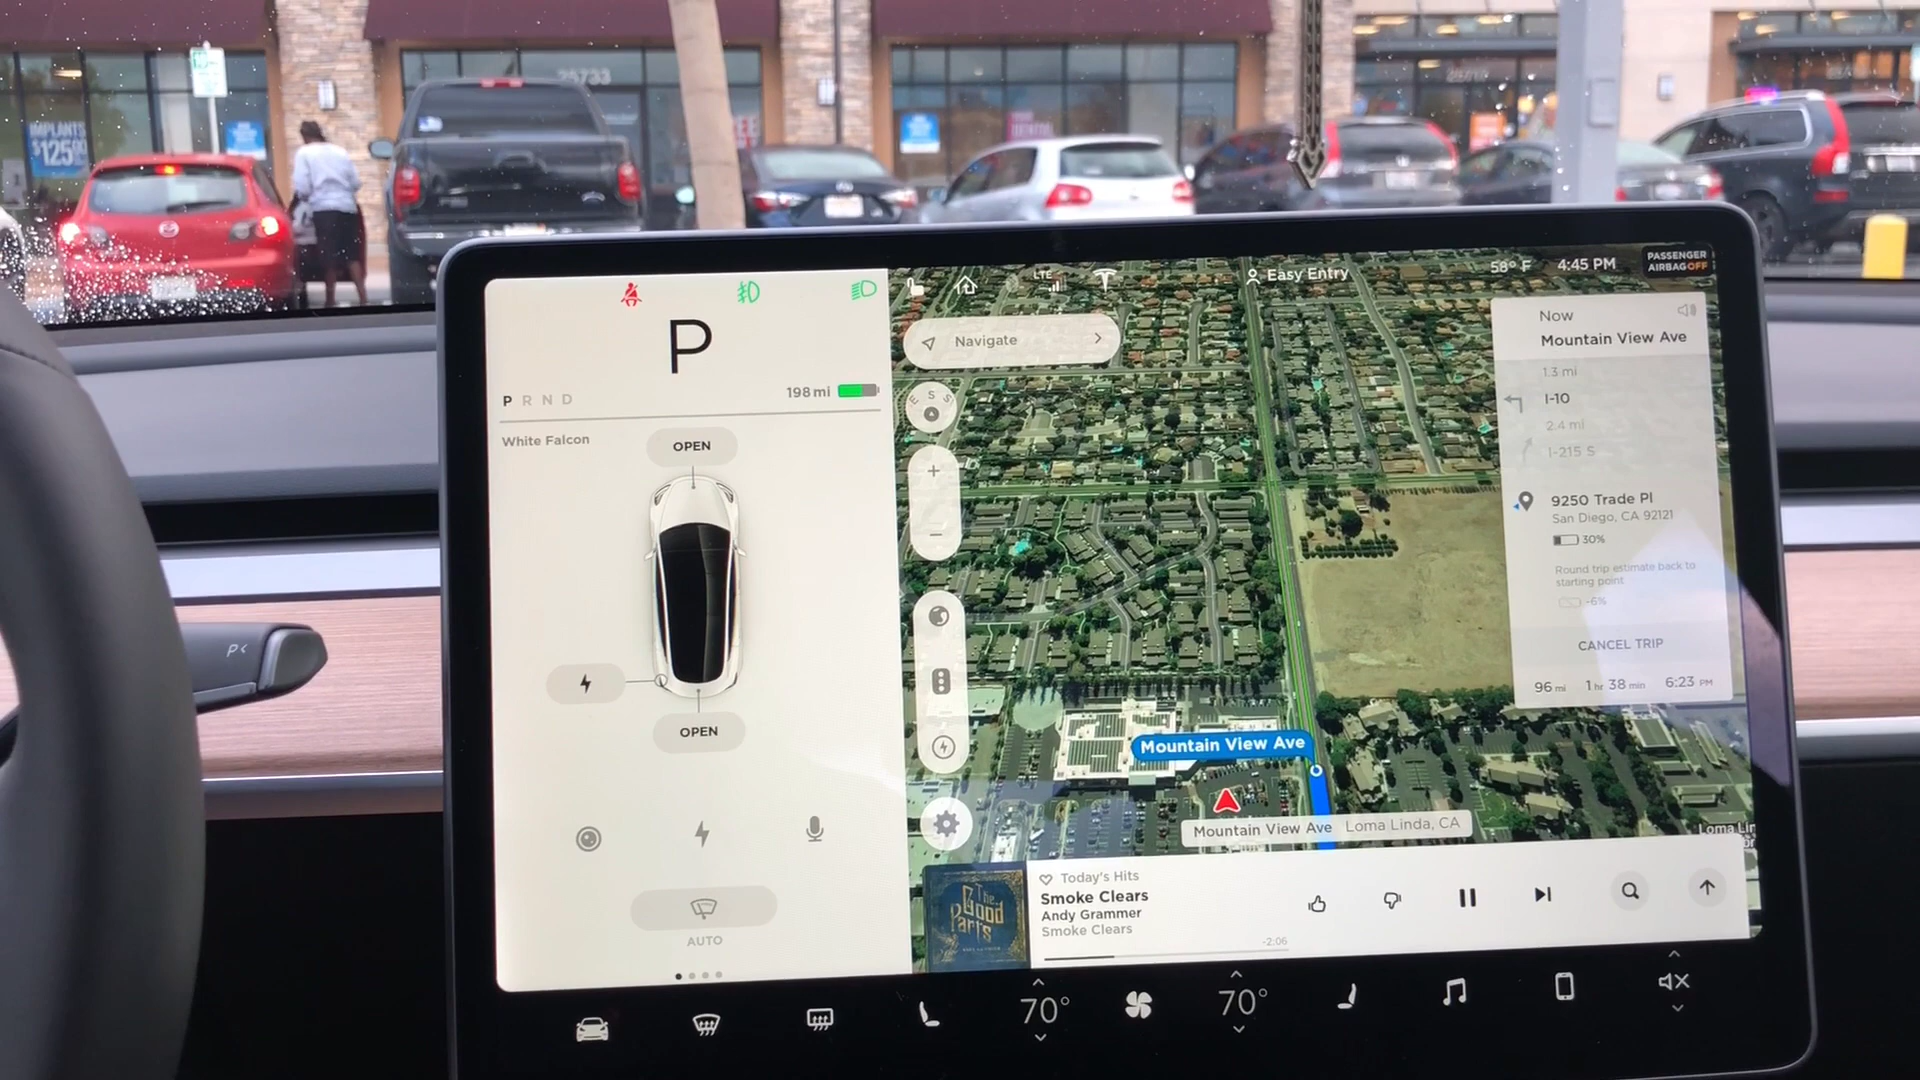 25733
IMPLANTS
$125
P
P R N D
198 mi
White Falcon
OPEN
OPEN
AUTO
P
LTE
Easy Entry
58° F
4:45 PM
PASSENGER
AIRBAG OFF
Navigate
E S S
+
−
Now
Mountain View Ave
1.3 mi
I-10
2.4 mi
I-215 S
9250 Trade Pl
San Diego, CA 92121
30%
Round trip estimate back to
starting point
-6%
CANCEL TRIP
96 mi 1 hr 38 min 6:23 PM
Mountain View Ave
Mountain View Ave Loma Linda, CA
The
Good
Parts
Today's Hits
Smoke Clears
Andy Grammer
Smoke Clears
-2:06
70°
70°